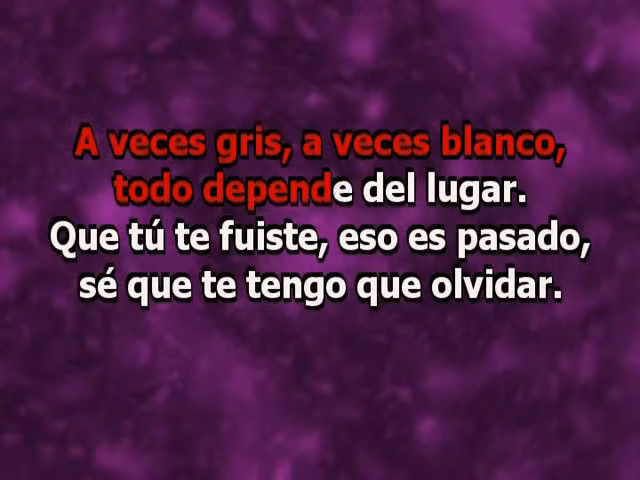 A veces gris, a veces blanco,
todo depende del lugar.
Que tú te fuiste, eso es pasado,
sé que te tengo que olvidar.